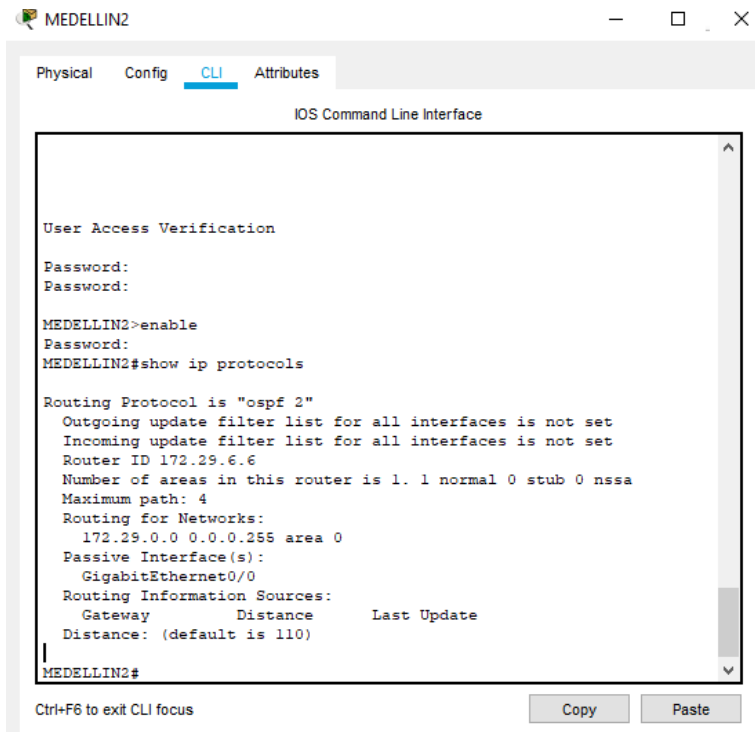 MEDELLIN2
Physical Config CLI Attributes
IOS Command Line Interface
User Access Verification
Password:
Password:
MEDELLIN2>enable
Password:
MEDELLIN2#show ip protocols
Routing Protocol is "ospf 2"
Outgoing update filter list for all interfaces is not set
Incoming update filter list for all interfaces is not set
Router ID 172.29.6.6
Number of areas in this router is 1. 1 normal 0 stub 0 nssa
Maximum path: 4
Routing for Networks:
172.29.0.0 0.0.0.255 area 0
Passive Interface(s):
GigabitEthernet0/0
Routing Information Sources:
Gateway Distance Last Update
Distance: (default is 110)
MEDELLIN2#
Ctrl+F6 to exit CLI focus
Copy Paste